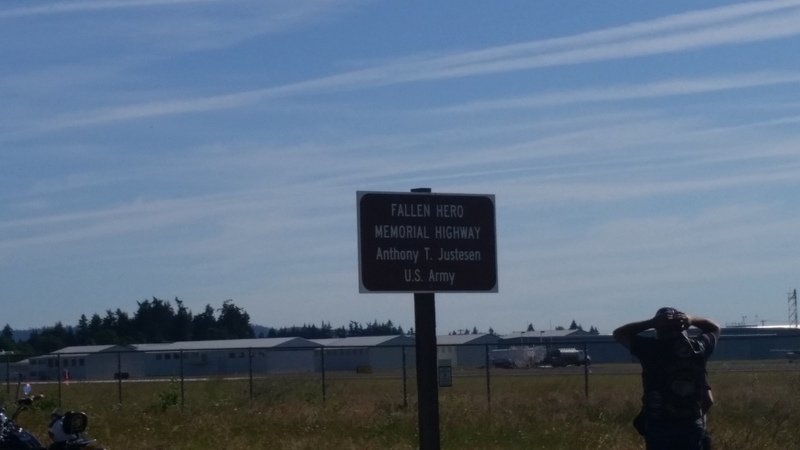 FALLEN HERO
MEMORIAL HIGHWAY
Anthony T. Justesen
U.S. Army